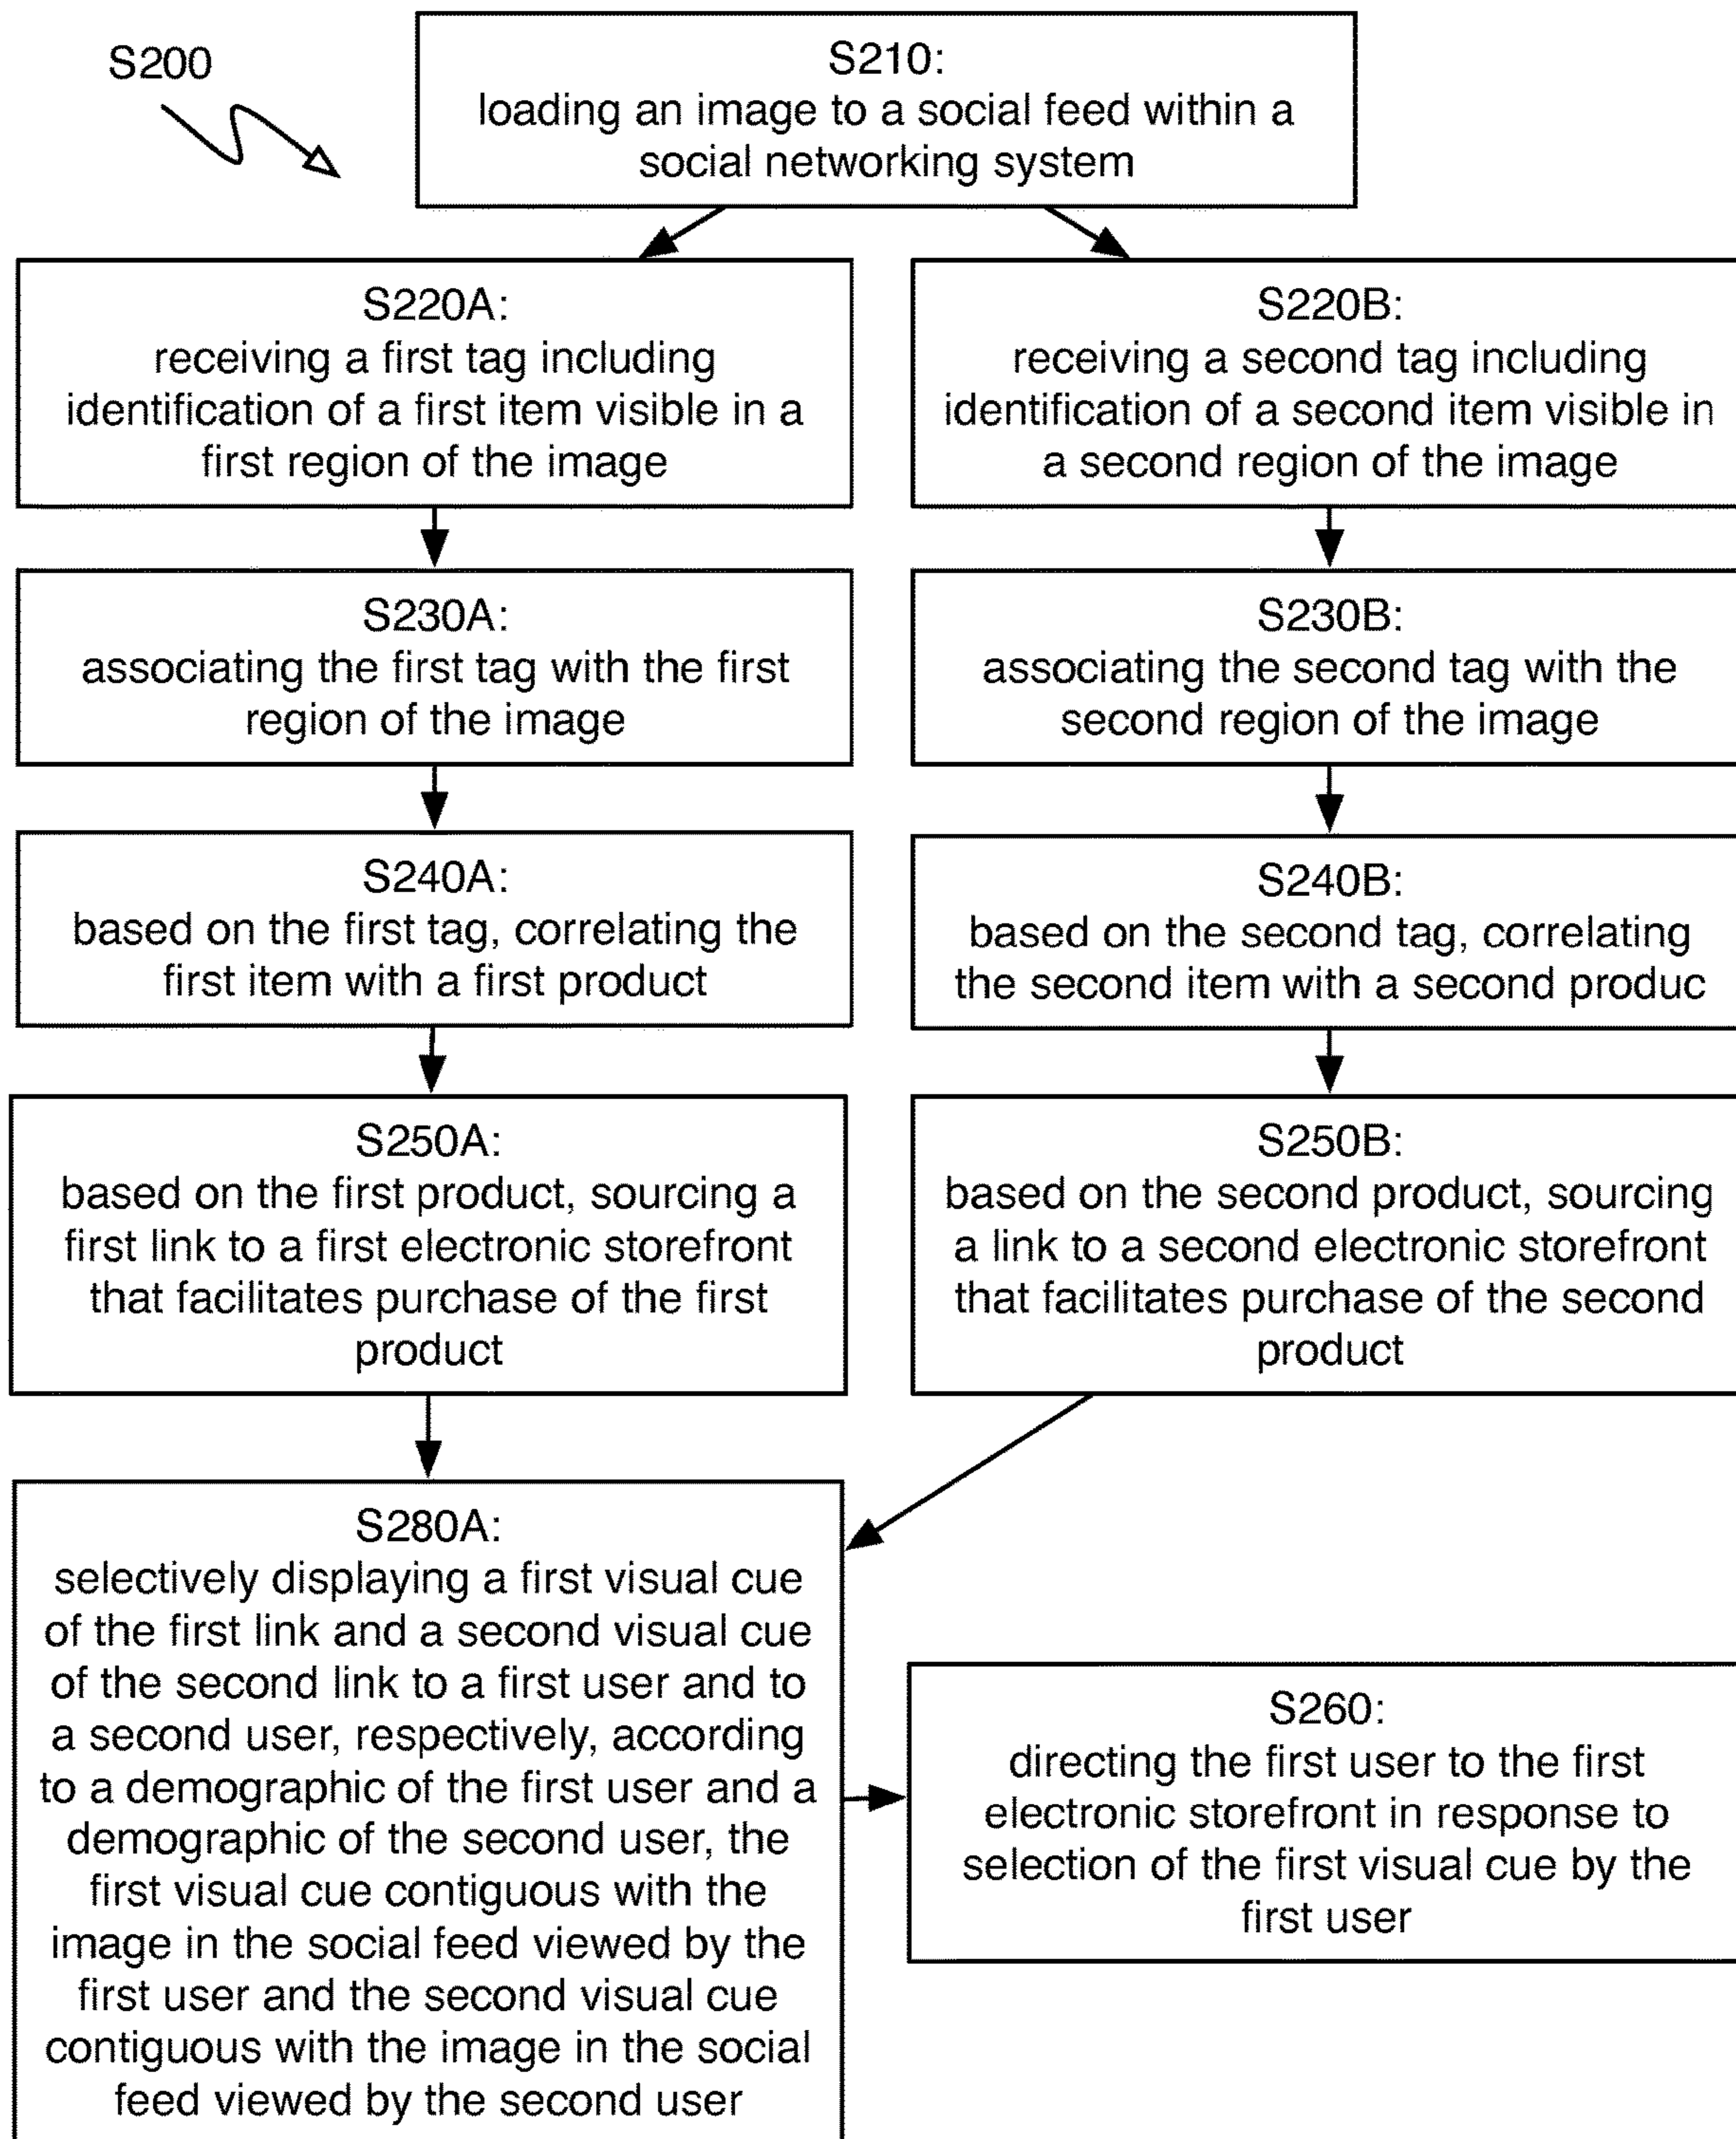 S200
S210:
loading an image to a social feed within a
social networking system
S220A:
receiving a first tag including
identification of a first item visible in a
first region of the image
S220B:
receiving a second tag including
identification of a second item visible in
a second region of the image
S230A:
associating the first tag with the first
region of the image
S230B:
associating the second tag with the
second region of the image
S240A:
based on the first tag, correlating the
first item with a first product
S240B:
based on the second tag, correlating
the second item with a second produc
S250A:
based on the first product, sourcing a
first link to a first electronic storefront
that facilitates purchase of the first
product
S250B:
based on the second product, sourcing
a link to a second electronic storefront
that facilitates purchase of the second
product
S280A:
selectively displaying a first visual cue
of the first link and a second visual cue
of the second link to a first user and to
a second user, respectively, according
to a demographic of the first user and a
demographic of the second user, the
first visual cue contiguous with the
image in the social feed viewed by the
first user and the second visual cue
contiguous with the image in the social
feed viewed by the second user
S260:
directing the first user to the first
electronic storefront in response to
selection of the first visual cue by the
first user